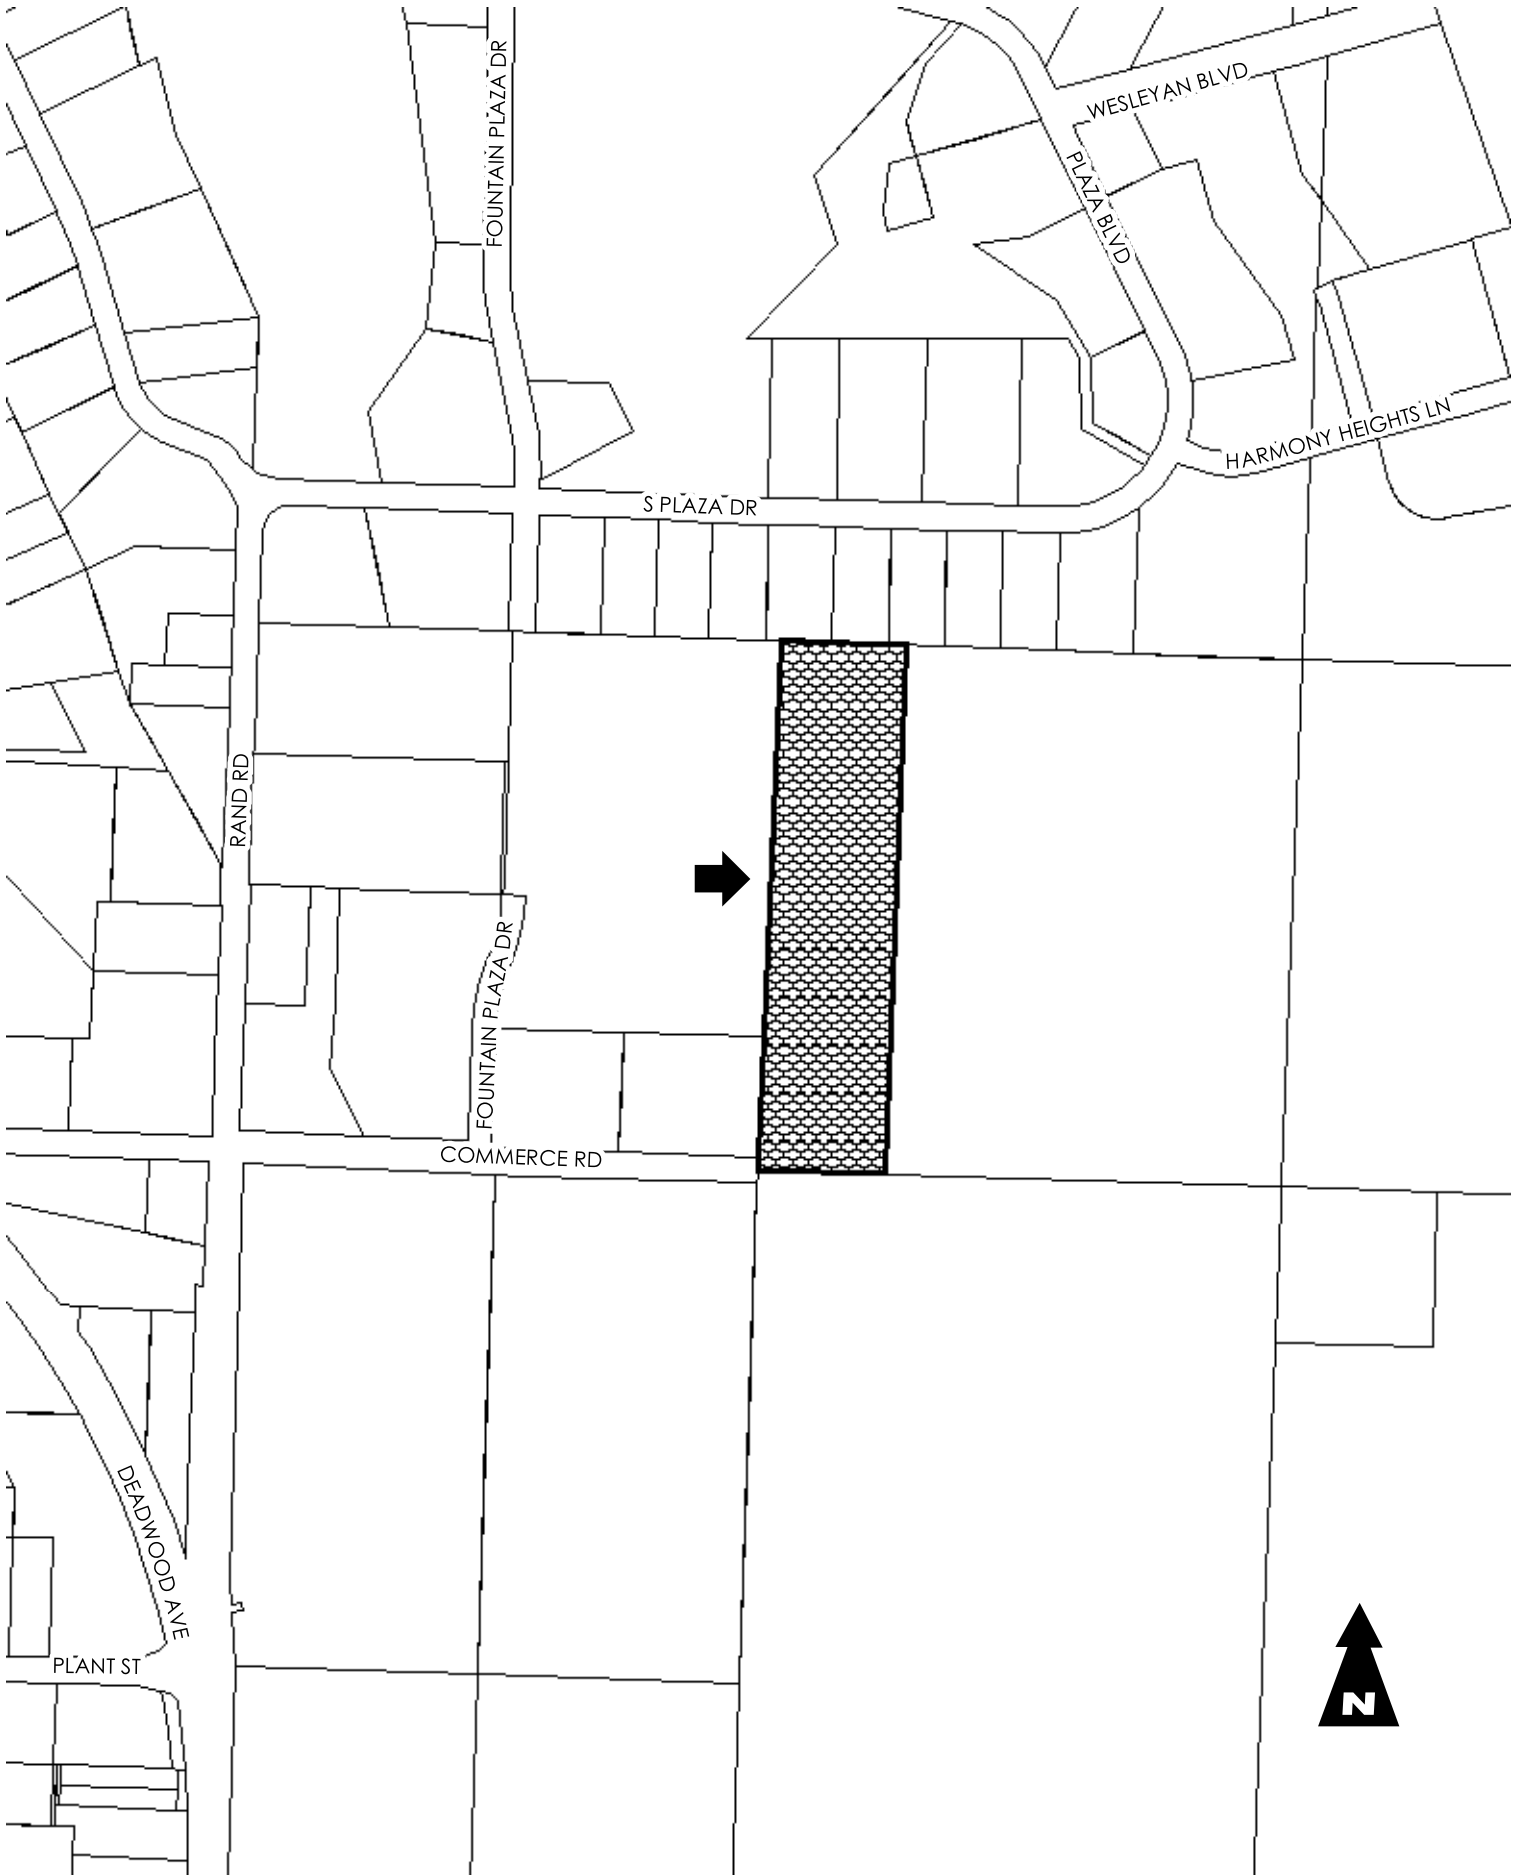 FOUNTAIN PLAZA DR
WESLEYAN BLVD
PLAZA BLVD
HARMONY HEIGHTS LN
S PLAZA DR
RAND RD
FOUNTAIN PLAZA DR
COMMERCE RD
DEADWOOD AVE
PLANT ST
N